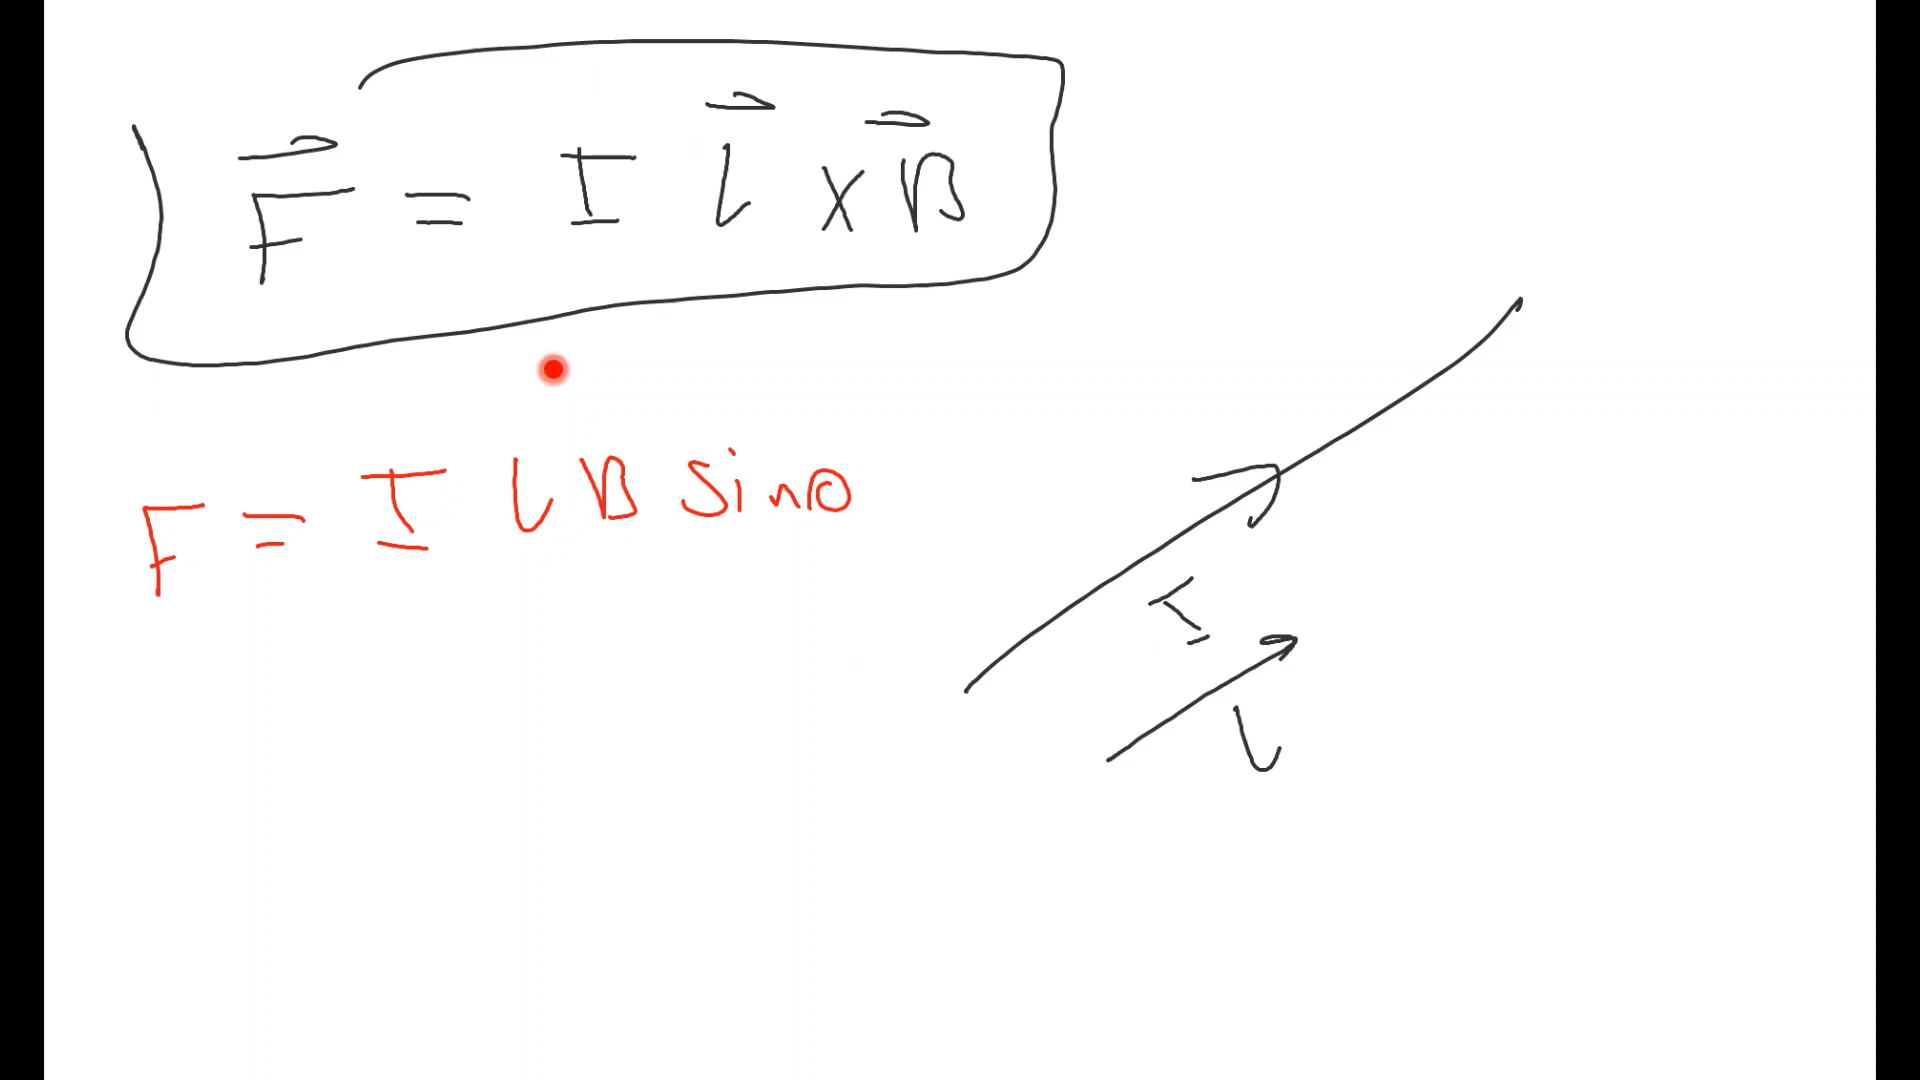 F⃗ = I l⃗ × B⃗
F = I l B sinθ
I
l